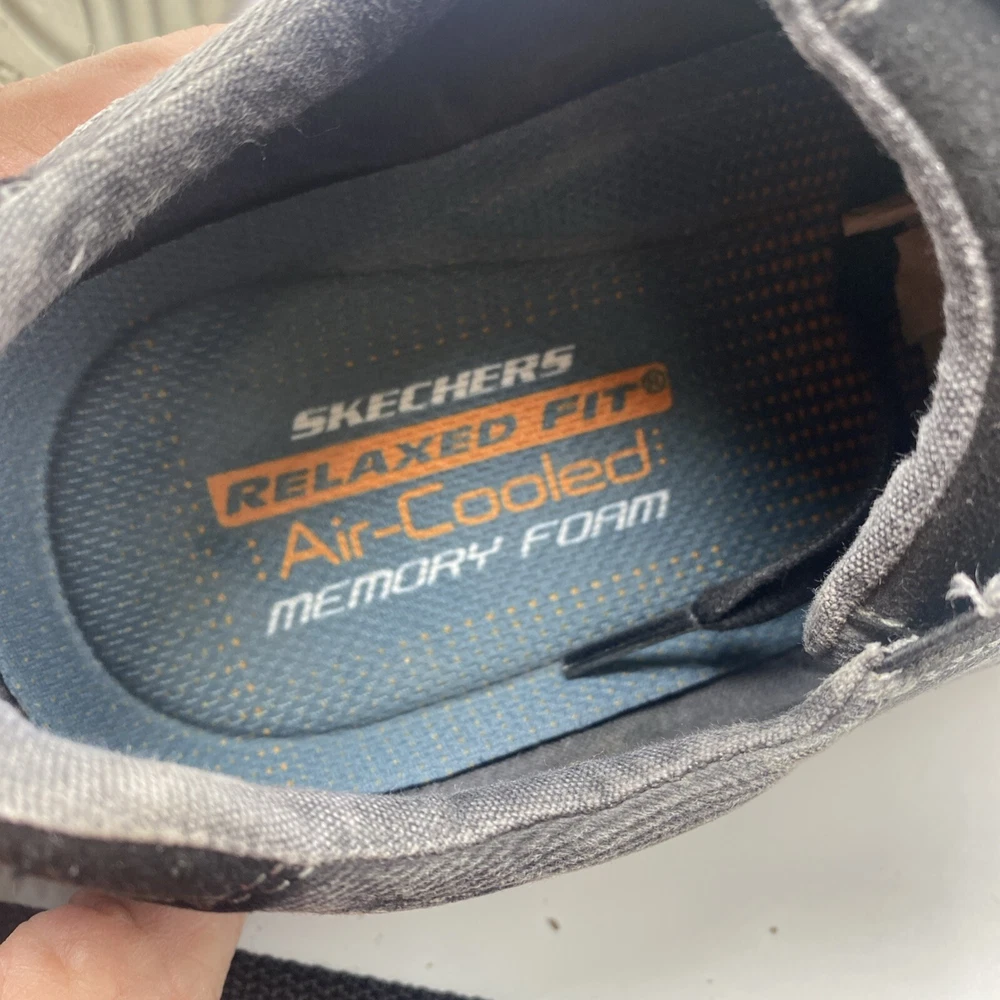 SKECHERS
RELAXED FIT®
Air-Cooled
MEMORY FOAM